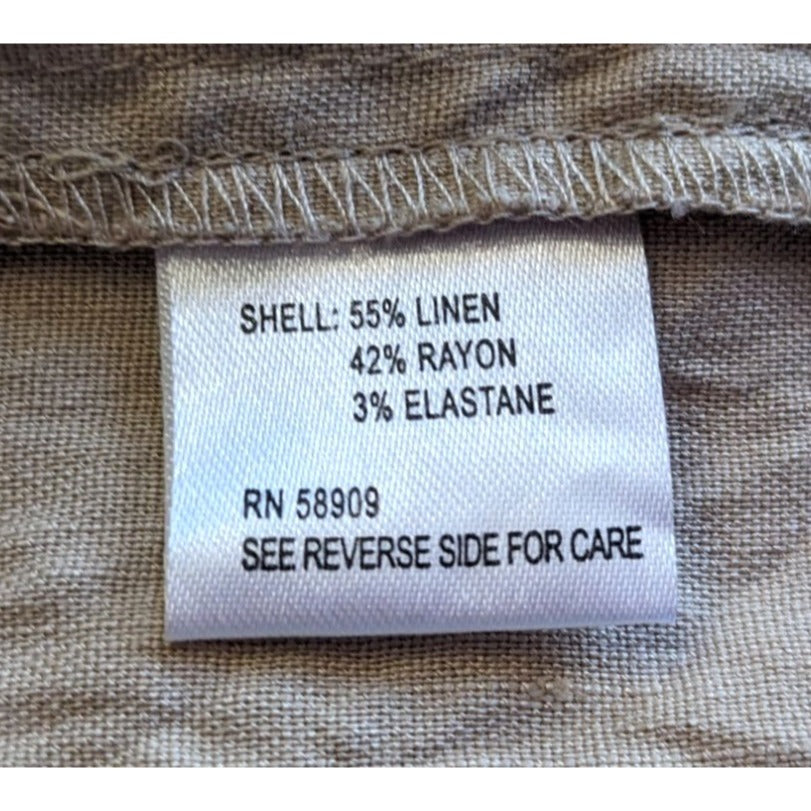 SHELL: 55% LINEN
42% RAYON
3% ELASTANE
RN 58909
SEE REVERSE SIDE FOR CARE